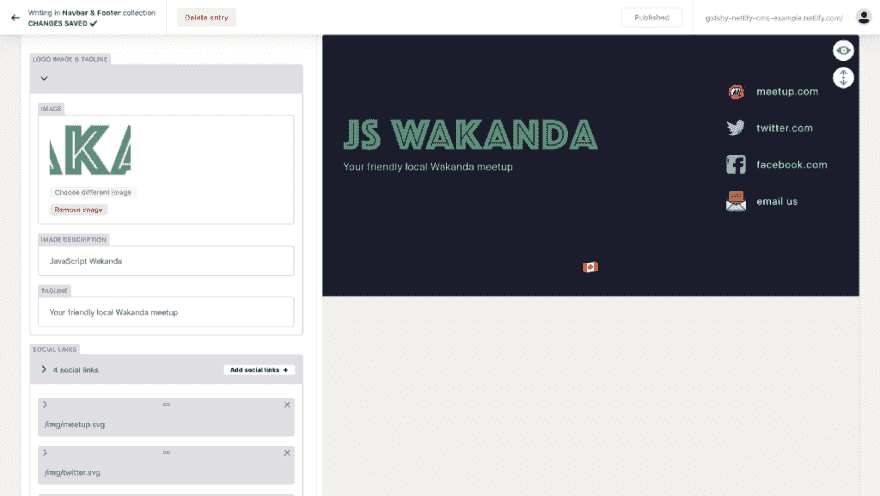 Writing in Navbar & Footer collection
CHANGES SAVED
Delete entry
Published
gatsby-netlify-cms-example.netlify.com/
LOGO IMAGE & TAGLINE
IMAGE
AKA
Choose different image
Remove image
IMAGE DESCRIPTION
JavaScript Wakanda
TAGLINE
Your friendly local Wakanda meetup
SOCIAL LINKS
4 social links
Add social links +
/img/meetup.svg
/img/twitter.svg
JS WAKANDA
Your friendly local Wakanda meetup
meetup.com
twitter.com
facebook.com
email us